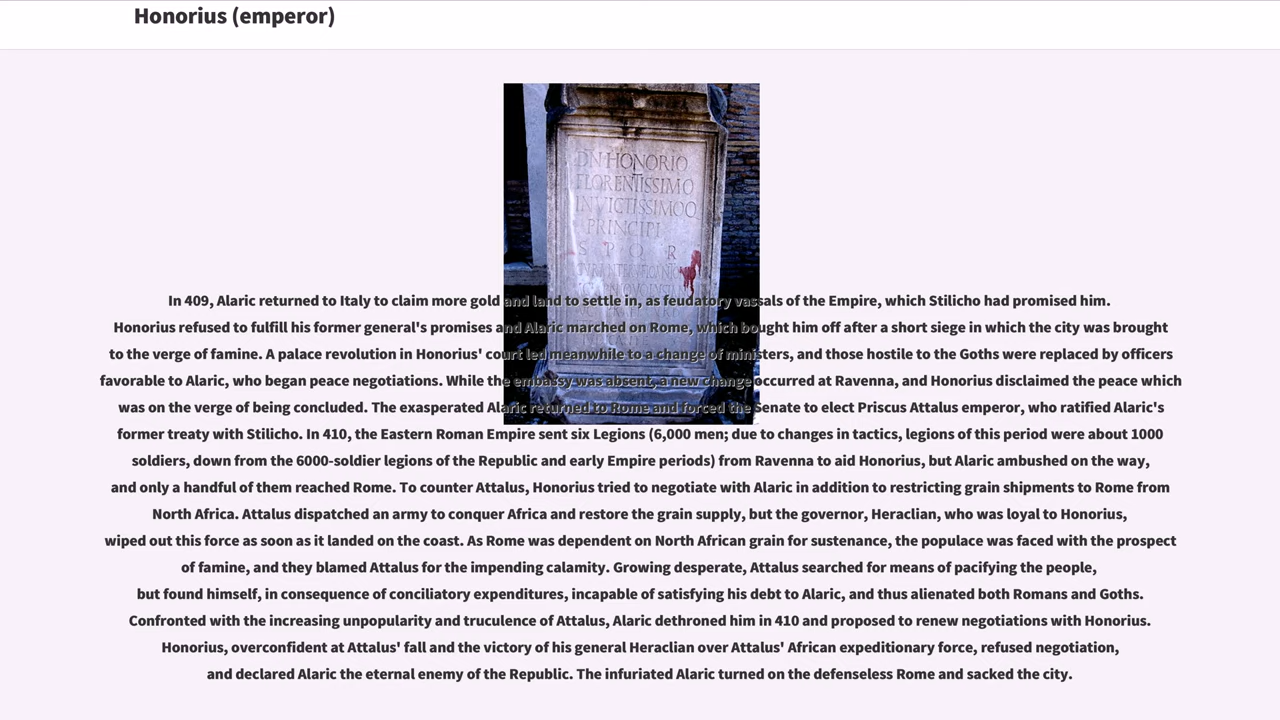 Honorius (emperor)
DN HONORIO
FLORENTISSIMO
INVICTISSIMOQ
PRINCIPI
S P Q R
In 409, Alaric returned to Italy to claim more gold and land to settle in, as feudatory vassals of the Empire, which Stilicho had promised him.
Honorius refused to fulfill his former general's promises and Alaric marched on Rome, which bought him off after a short siege in which the city was brought
to the verge of famine. A palace revolution in Honorius' court led meanwhile to a change of ministers, and those hostile to the Goths were replaced by officers
favorable to Alaric, who began peace negotiations. While the embassy was absent, a new change occurred at Ravenna, and Honorius disclaimed the peace which
was on the verge of being concluded. The exasperated Alaric returned to Rome and forced the Senate to elect Priscus Attalus emperor, who ratified Alaric's
former treaty with Stilicho. In 410, the Eastern Roman Empire sent six Legions (6,000 men; due to changes in tactics, legions of this period were about 1000
soldiers, down from the 6000-soldier legions of the Republic and early Empire periods) from Ravenna to aid Honorius, but Alaric ambushed on the way,
and only a handful of them reached Rome. To counter Attalus, Honorius tried to negotiate with Alaric in addition to restricting grain shipments to Rome from
North Africa. Attalus dispatched an army to conquer Africa and restore the grain supply, but the governor, Heraclian, who was loyal to Honorius,
wiped out this force as soon as it landed on the coast. As Rome was dependent on North African grain for sustenance, the populace was faced with the prospect
of famine, and they blamed Attalus for the impending calamity. Growing desperate, Attalus searched for means of pacifying the people,
but found himself, in consequence of conciliatory expenditures, incapable of satisfying his debt to Alaric, and thus alienated both Romans and Goths.
Confronted with the increasing unpopularity and truculence of Attalus, Alaric dethroned him in 410 and proposed to renew negotiations with Honorius.
Honorius, overconfident at Attalus' fall and the victory of his general Heraclian over Attalus' African expeditionary force, refused negotiation,
and declared Alaric the eternal enemy of the Republic. The infuriated Alaric turned on the defenseless Rome and sacked the city.